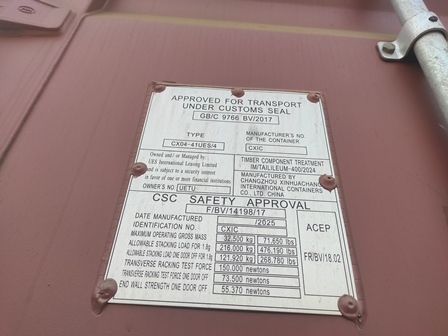 APPROVED FOR TRANSPORT
UNDER CUSTOMS SEAL
GB/C 9766 BV/2017
TYPE
CX04-41UES/4
MANUFACTURER'S NO
OF THE CONTAINER
CXIC
Owned and / or Managed by
UES International Leasing Limited
and / or is subject to a security interest
in favor of one or more financial institutions
OWNER'S NO UETU
TIMBER COMPONENT TREATMENT
IM/TAILILEUM-400/2024
MANUFACTURED BY
CHANGZHOU XINHUACHANG
INTERNATIONAL CONTAINERS
CO., LTD CHINA
CSC SAFETY APPROVAL
F/BV/14198/17
DATE MANUFACTURED /2025
IDENTIFICATION NO. CXIC
MAXIMUM OPERATING GROSS MASS 32,500 kg 71,650 lbs
ALLOWABLE STACKING LOAD FOR 1.8g 216,000 kg 476,190 lbs
ALLOWABLE STACKING LOAD ONE DOOR OFF FOR 1.8g 121,920 kg 268,780 lbs
TRANSVERSE RACKING TEST FORCE 150,000 newtons
TRANSVERSE RACKING TEST FORCE ONE DOOR OFF 73,500 newtons
END WALL STRENGTH ONE DOOR OFF 55,370 newtons
ACEP
FR/BV/18.02